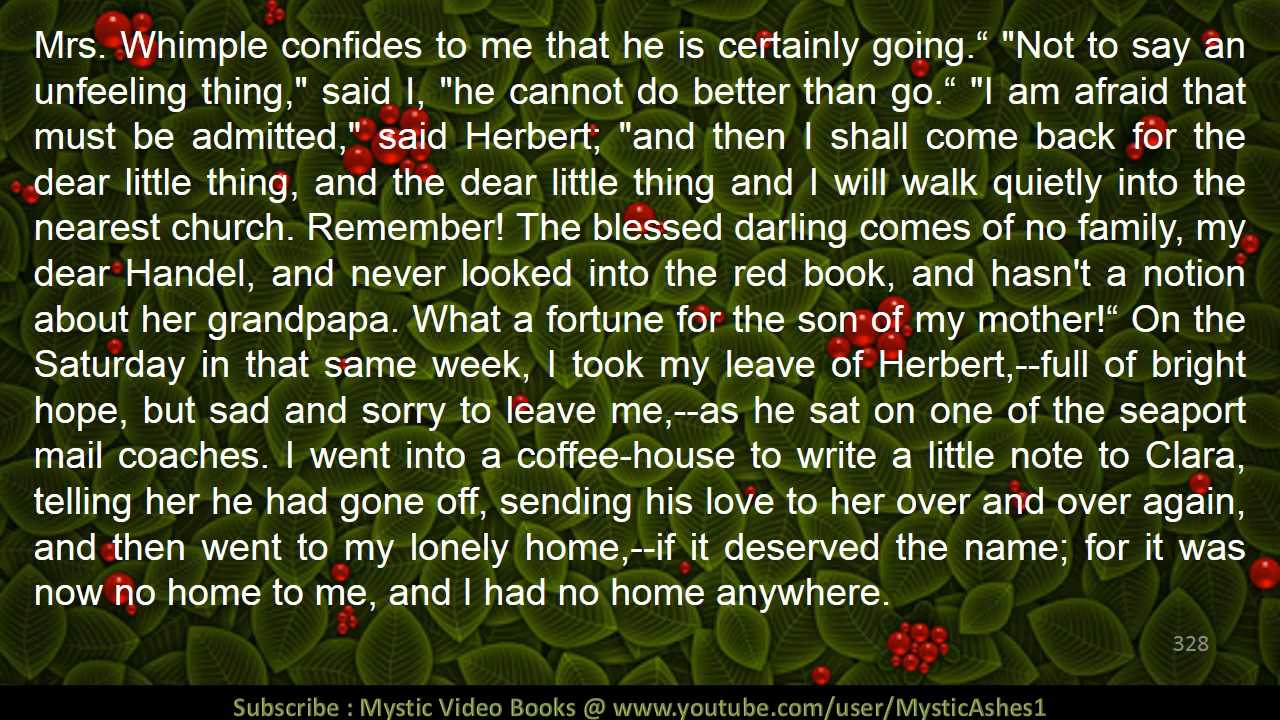 Mrs. Whimple confides to me that he is certainly going.“ "Not to say an
unfeeling thing," said I, "he cannot do better than go.“ "I am afraid that
must be admitted," said Herbert; "and then I shall come back for the
dear little thing, and the dear little thing and I will walk quietly into the
nearest church. Remember! The blessed darling comes of no family, my
dear Handel, and never looked into the red book, and hasn't a notion
about her grandpapa. What a fortune for the son of my mother!“ On the
Saturday in that same week, I took my leave of Herbert,--full of bright
hope, but sad and sorry to leave me,--as he sat on one of the seaport
mail coaches. I went into a coffee-house to write a little note to Clara,
telling her he had gone off, sending his love to her over and over again,
and then went to my lonely home,--if it deserved the name; for it was
now no home to me, and I had no home anywhere.
328
Subscribe : Mystic Video Books @ www.youtube.com/user/MysticAshes1